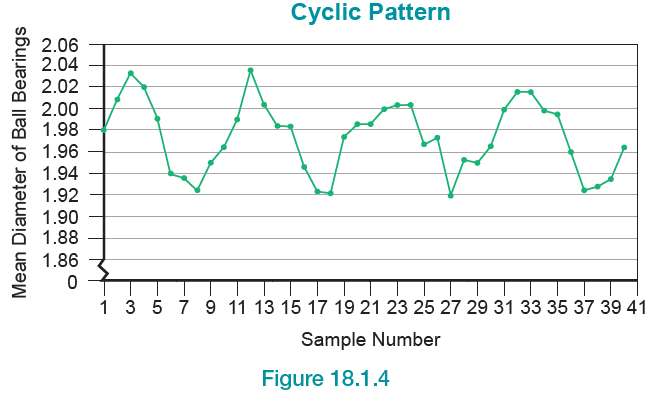 Cyclic Pattern
Mean Diameter of Ball Bearings
2.06
2.04
2.02
2.00
1.98
1.96
1.94
1.92
1.90
1.88
1.86
0
1 3 5 7 9 11 13 15 17 19 21 23 25 27 29 31 33 35 37 39 41
Sample Number
Figure 18.1.4